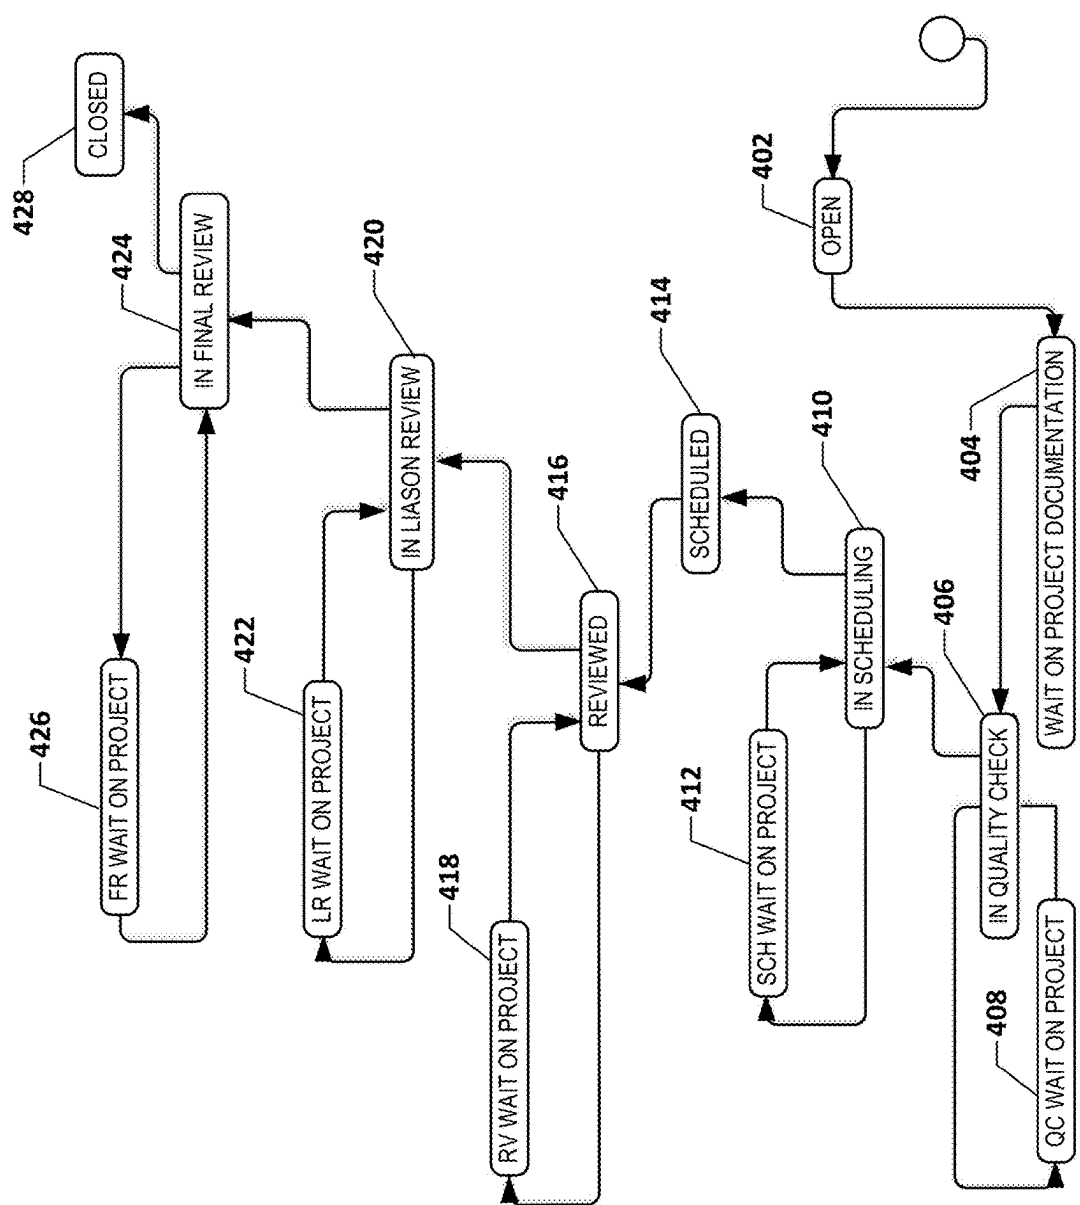 402
OPEN
404
WAIT ON PROJECT DOCUMENTATION
406
IN QUALITY CHECK
408
QC WAIT ON PROJECT
410
IN SCHEDULING
412
SCH WAIT ON PROJECT
414
SCHEDULED
416
REVIEWED
418
RV WAIT ON PROJECT
420
IN LIASON REVIEW
422
LR WAIT ON PROJECT
424
IN FINAL REVIEW
426
FR WAIT ON PROJECT
428
CLOSED